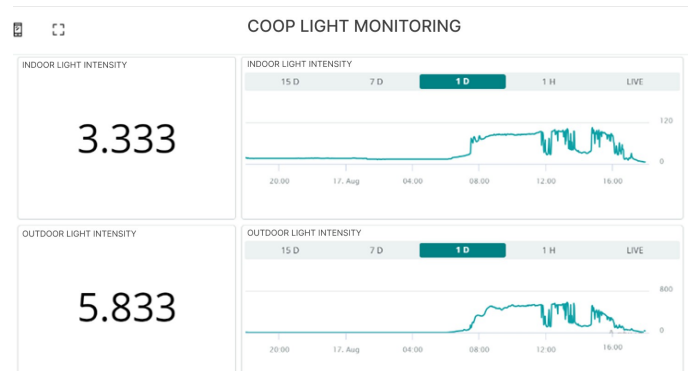 COOP LIGHT MONITORING
INDOOR LIGHT INTENSITY
3.333
INDOOR LIGHT INTENSITY
15 D 7 D 1 D 1 H LIVE
120
0
20:00 17. Aug 04:00 08:00 12:00 16:00
OUTDOOR LIGHT INTENSITY
5.833
OUTDOOR LIGHT INTENSITY
15 D 7 D 1 D 1 H LIVE
800
0
20:00 17. Aug 04:00 08:00 12:00 16:00